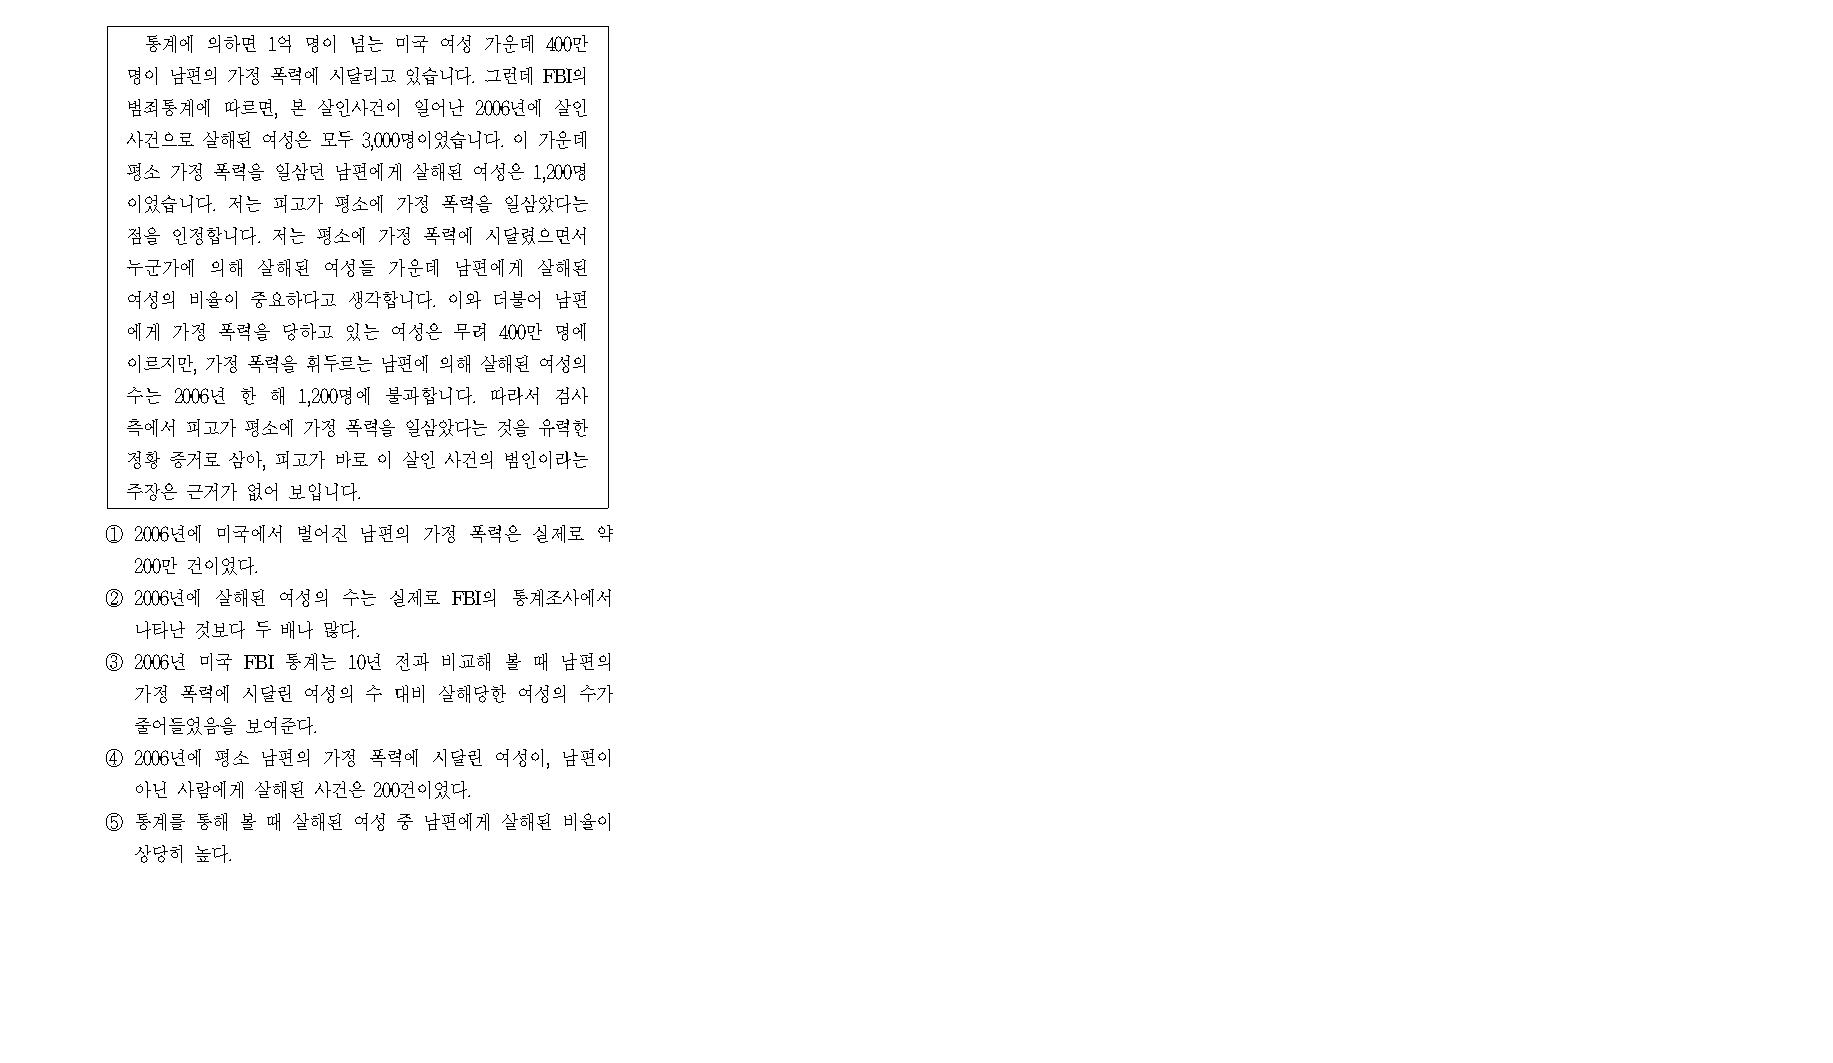 통계에 의하면 1억 명이 넘는 미국 여성 가운데 400만
명이 남편의 가정 폭력에 시달리고 있습니다. 그런데 FBI의
범죄통계에 따르면, 본 살인사건이 일어난 2006년에 살인
사건으로 살해된 여성은 모두 3,000명이었습니다. 이 가운데
평소 가정 폭력을 일삼던 남편에게 살해된 여성은 1,200명
이었습니다. 저는 피고가 평소에 가정 폭력을 일삼았다는
점을 인정합니다. 저는 평소에 가정 폭력에 시달렸으면서
누군가에 의해 살해된 여성들 가운데 남편에게 살해된
여성의 비율이 중요하다고 생각합니다. 이와 더불어 남편
에게 가정 폭력을 당하고 있는 여성은 무려 400만 명에
이르지만, 가정 폭력을 휘두르는 남편에 의해 살해된 여성의
수는 2006년 한 해 1,200명에 불과합니다. 따라서 검사
측에서 피고가 평소에 가정 폭력을 일삼았다는 것을 유력한
정황 증거로 삼아, 피고가 바로 이 살인 사건의 범인이라는
주장은 근거가 없어 보입니다.
① 2006년에 미국에서 벌어진 남편의 가정 폭력은 실제로 약
200만 건이었다.
② 2006년에 살해된 여성의 수는 실제로 FBI의 통계조사에서
나타난 것보다 두 배나 많다.
③ 2006년 미국 FBI 통계는 10년 전과 비교해 볼 때 남편의
가정 폭력에 시달린 여성의 수 대비 살해당한 여성의 수가
줄어들었음을 보여준다.
④ 2006년에 평소 남편의 가정 폭력에 시달린 여성이, 남편이
아닌 사람에게 살해된 사건은 200건이었다.
⑤ 통계를 통해 볼 때 살해된 여성 중 남편에게 살해된 비율이
상당히 높다.